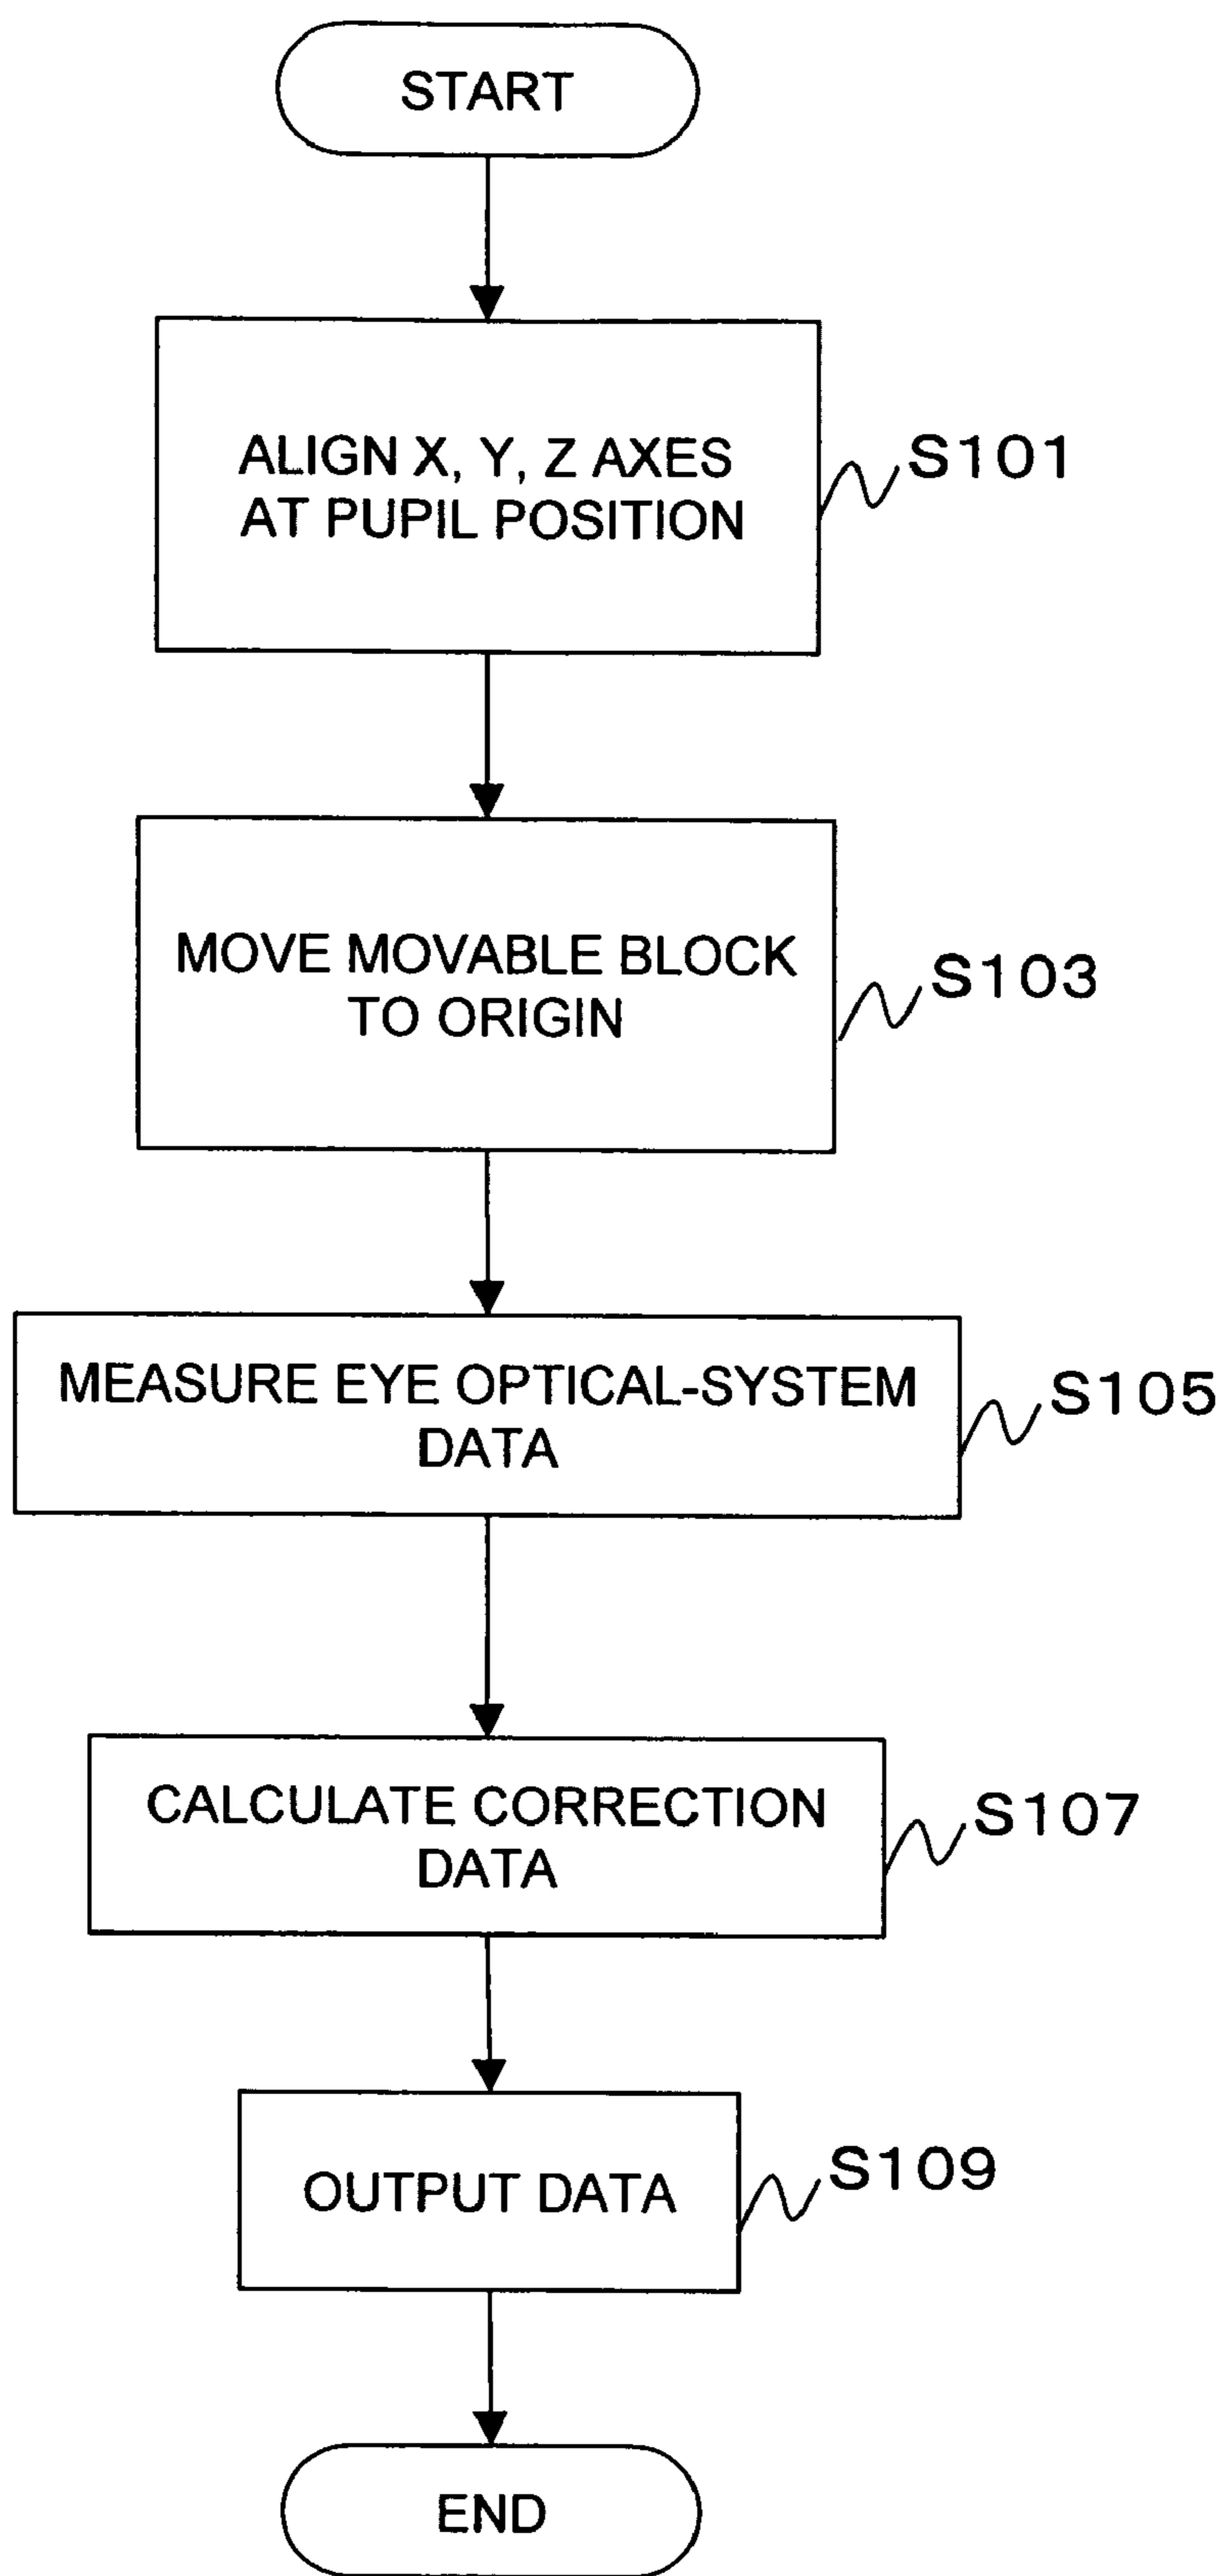 START
ALIGN X, Y, Z AXES
AT PUPIL POSITION
S101
MOVE MOVABLE BLOCK
TO ORIGIN
S103
MEASURE EYE OPTICAL-SYSTEM
DATA
S105
CALCULATE CORRECTION
DATA
S107
OUTPUT DATA
S109
END